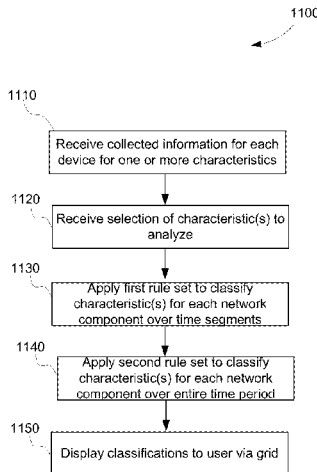 1100
1110
Receive collected information for each
device for one or more characteristics
1120
Receive selection of characteristic(s) to
analyze
1130
Apply first rule set to classify
characteristic(s) for each network
component over time segments
1140
Apply second rule set to classify
characteristic(s) for each network
component over entire time period
1150
Display classifications to user via grid